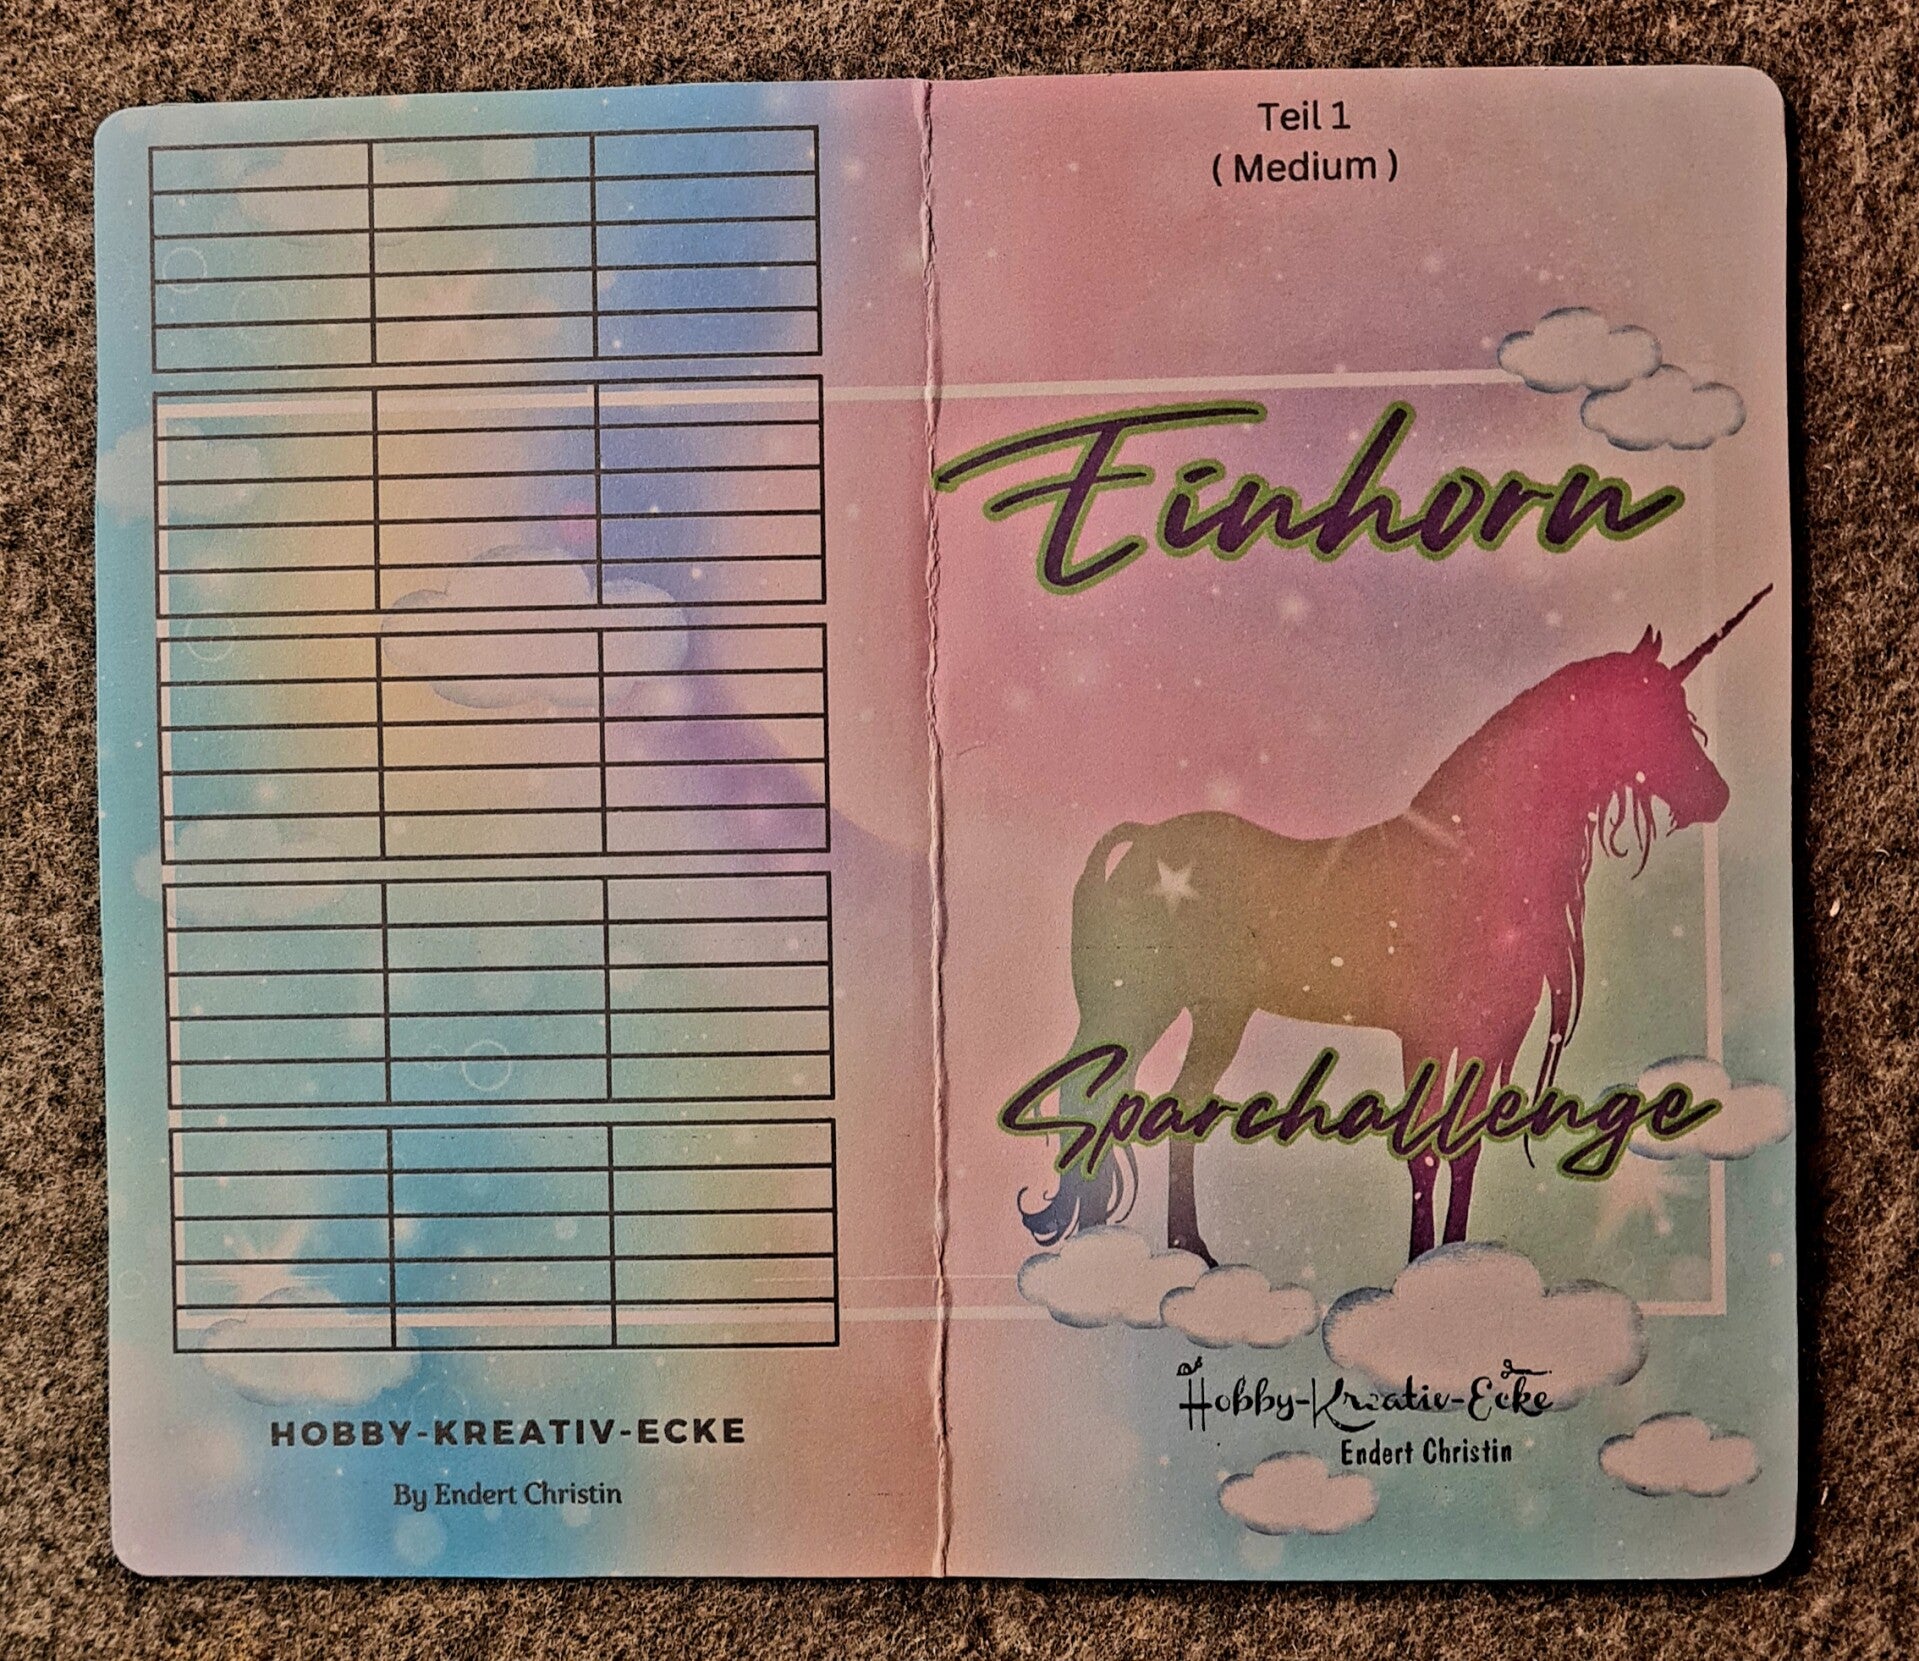 HOBBY-KREATIV-ECKE
By Endert Christin
Teil 1
( Medium )
Einhorn
Sparchallenge
Hobby-Kreativ-Ecke
Endert Christin